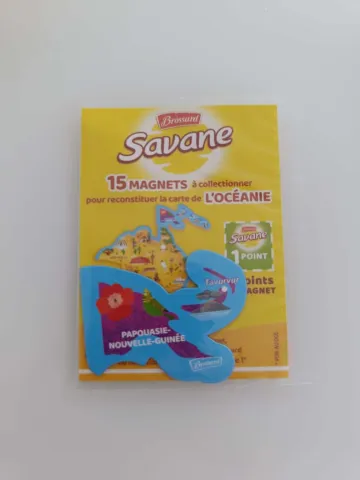 Brossard
Savane
15 MAGNETS à collectionner
pour reconstituer la carte de L'OCÉANIE
Brossard
Savane
1 POINT
points
MAGNET
PAPOUASIE-
NOUVELLE-GUINÉE
Brossard